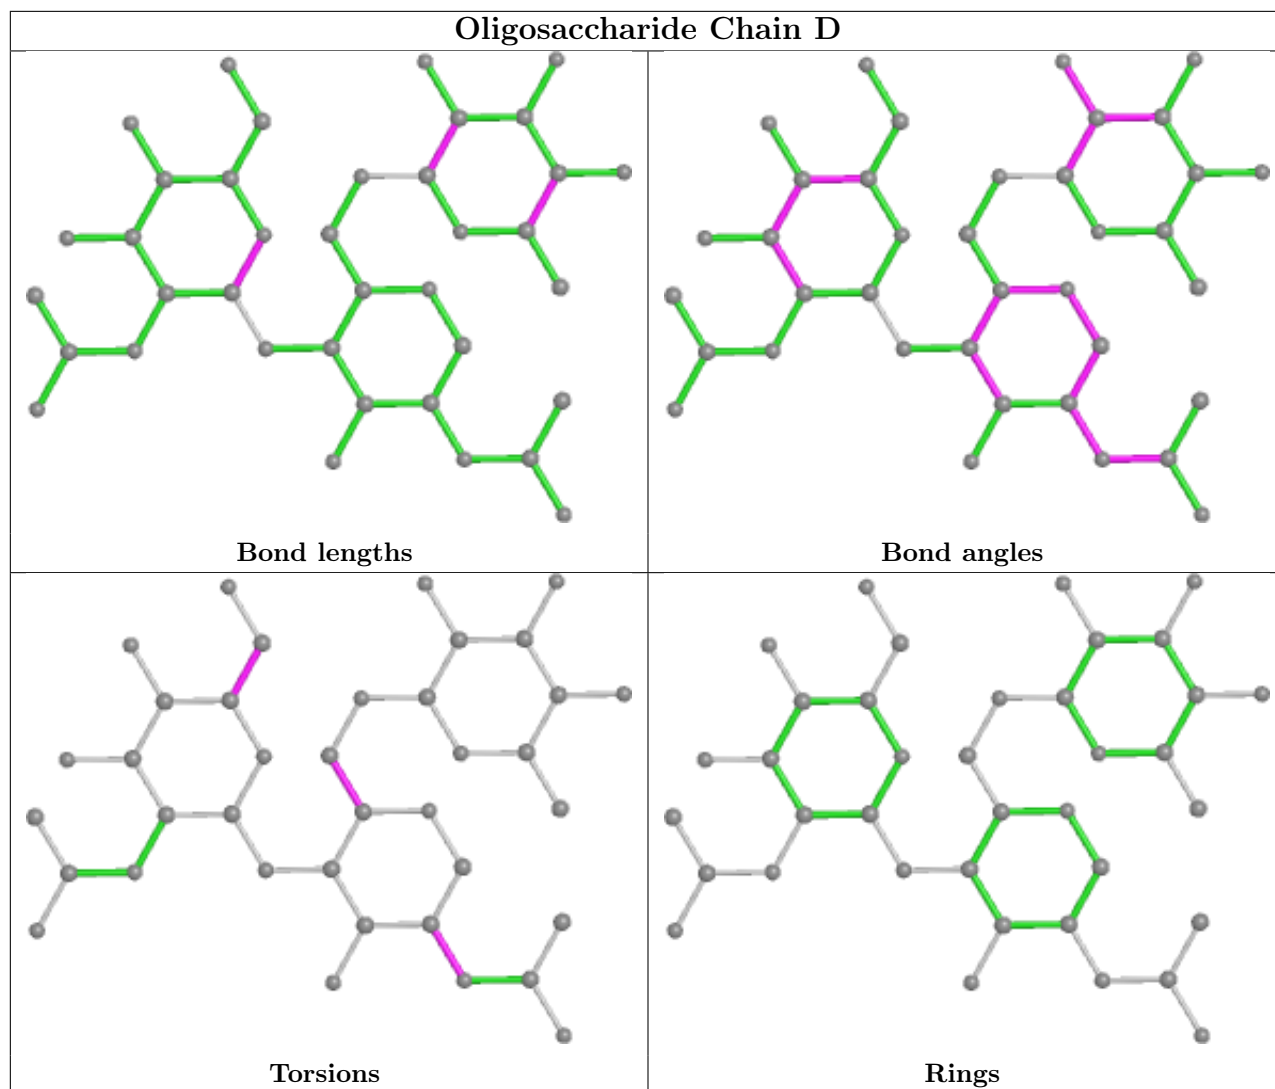 Oligosaccharide Chain D
Bond lengths
Bond angles
Torsions
Rings